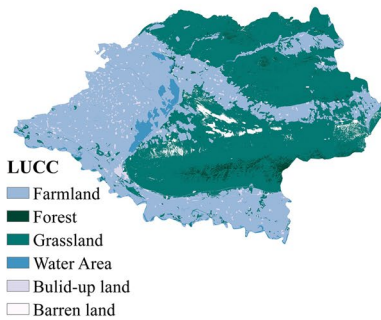 LUCC
Farmland
Forest
Grassland
Water Area
Bulid-up land
Barren land